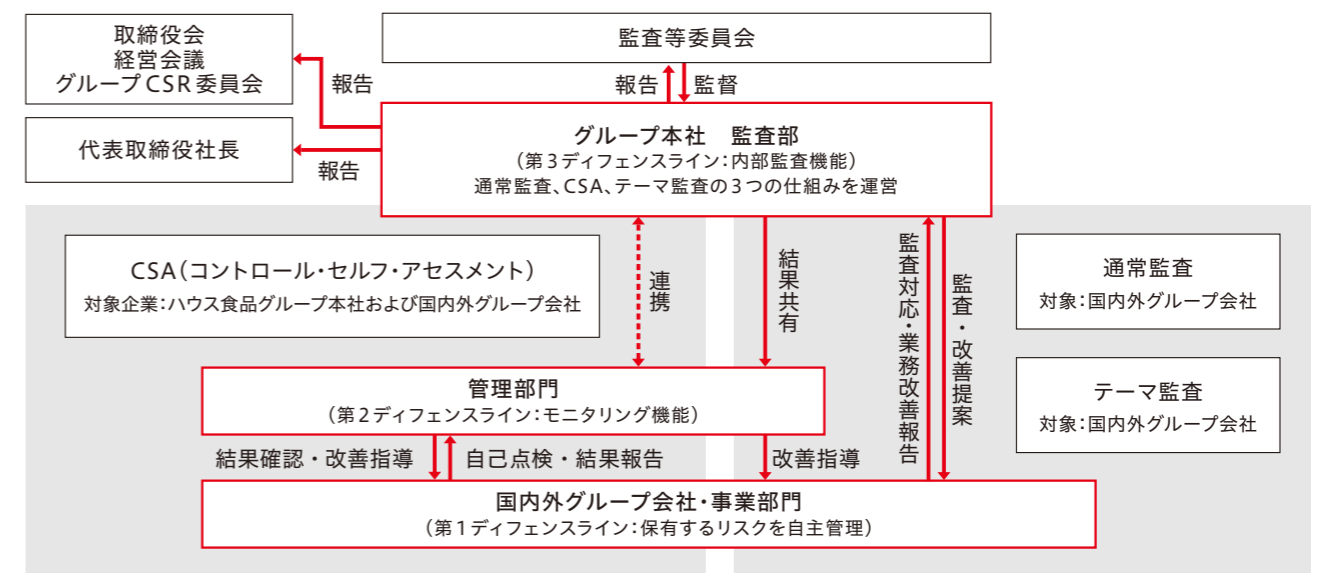 取締役会
経営会議
グループCSR委員会
報告
監査等委員会
報告
監督
代表取締役社長
報告
グループ本社　監査部
（第3ディフェンスライン：内部監査機能）
通常監査、CSA、テーマ監査の3つの仕組みを運営
CSA（コントロール・セルフ・アセスメント）
対象企業：ハウス食品グループ本社および国内外グループ会社
連携
結果共有
監査対応・業務改善報告
監査・改善提案
通常監査
対象：国内外グループ会社
テーマ監査
対象：国内外グループ会社
管理部門
（第2ディフェンスライン：モニタリング機能）
結果確認・改善指導
自己点検・結果報告
改善指導
国内外グループ会社・事業部門
（第1ディフェンスライン：保有するリスクを自主管理）